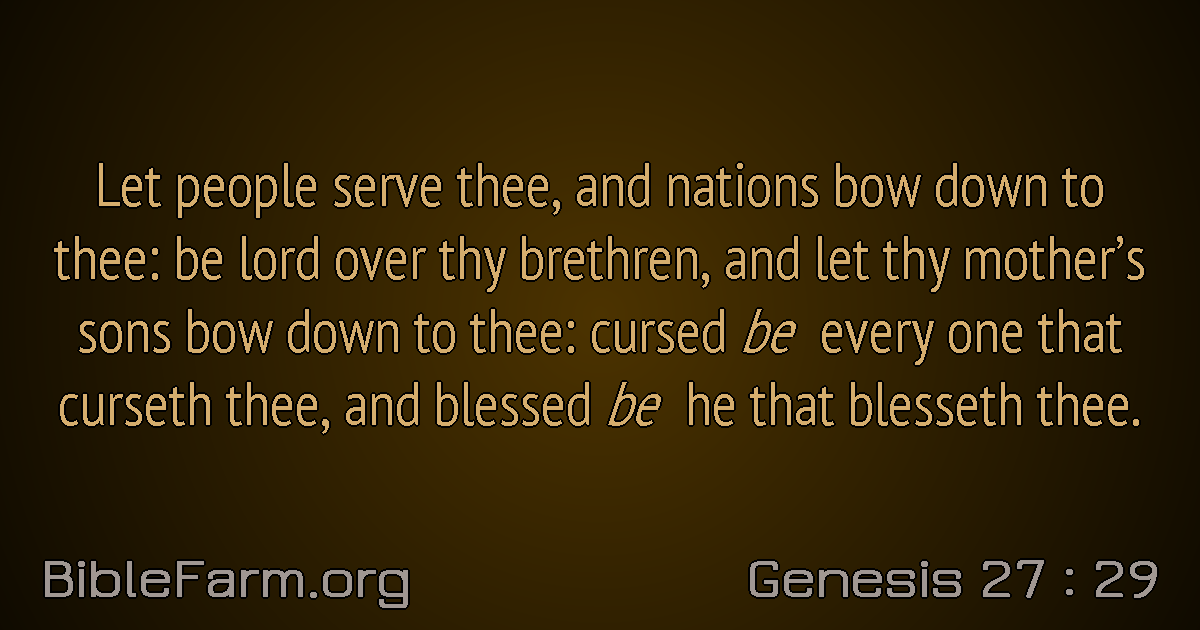 Let people serve thee, and nations bow down to
thee: be lord over thy brethren, and let thy mother’s
sons bow down to thee: cursed be every one that
curseth thee, and blessed be he that blesseth thee.
BibleFarm.org
Genesis 27 : 29